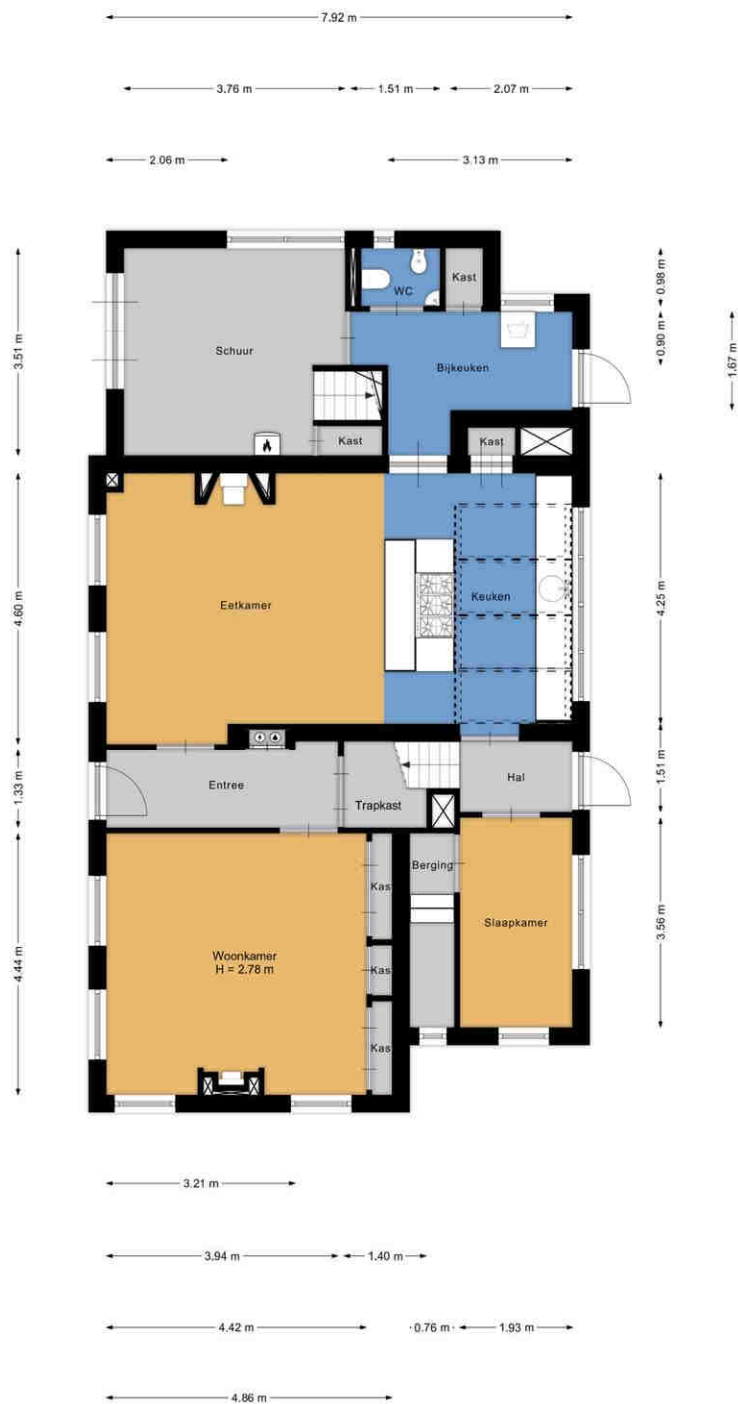 7.92 m
3.76 m
1.51 m
2.07 m
2.06 m
3.13 m
3.51 m
0.98 m
0.90 m
1.67 m
WC
Kast
Schuur
Bijkeuken
Kast
Kast
4.60 m
4.25 m
Eetkamer
Keuken
1.33 m
1.51 m
Entree
Hal
Trapkast
4.44 m
3.56 m
Berging
Kas
Slaapkamer
Woonkamer
H = 2.78 m
Kas
Kas
3.21 m
3.94 m
1.40 m
4.42 m
0.76 m
1.93 m
4.86 m